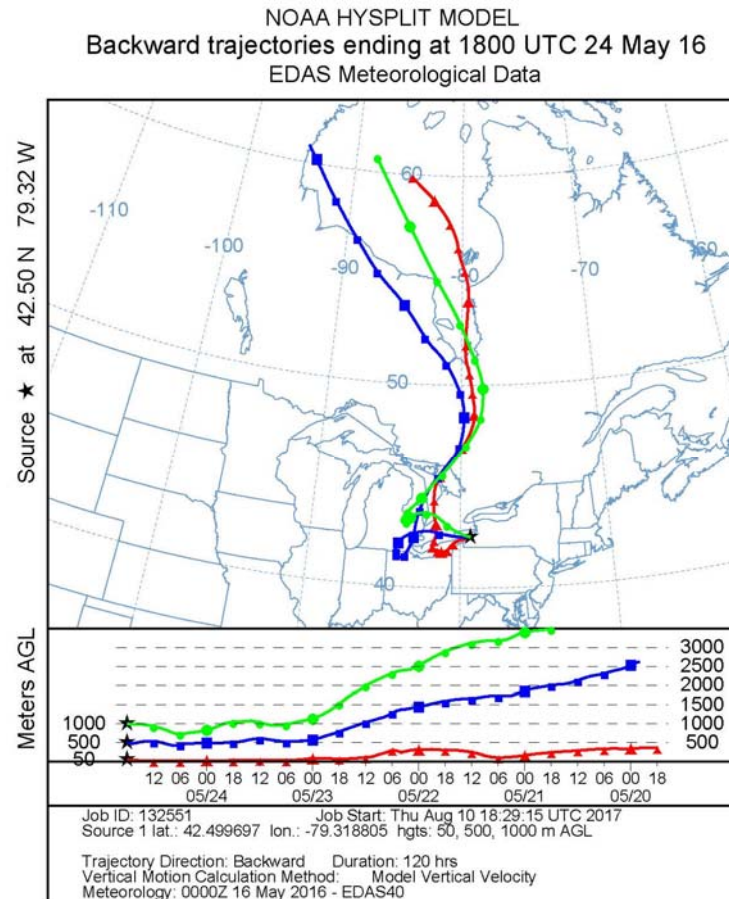 NOAA HYSPLIT MODEL
Backward trajectories ending at 1800 UTC 24 May 16
EDAS Meteorological Data
Source ★ at 42.50 N 79.32 W
-110
-100
-90
-80
-70
-60
60
50
40
Meters AGL
1000
500
50
3000
2500
2000
1500
1000
500
12 06 00 18 12 06 00 18 12 06 00 18 12 06 00 18 12 06 00 18
05/24 05/23 05/22 05/21 05/20
Job ID: 132551 Job Start: Thu Aug 10 18:29:15 UTC 2017
Source 1 lat.: 42.499697 lon.: -79.318805 hgts: 50, 500, 1000 m AGL
Trajectory Direction: Backward Duration: 120 hrs
Vertical Motion Calculation Method: Model Vertical Velocity
Meteorology: 0000Z 16 May 2016 - EDAS40